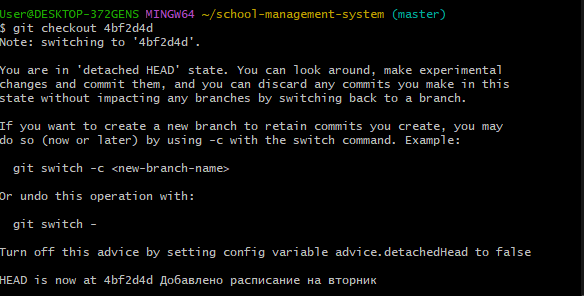 User@DESKTOP-372GENS MINGW64 ~/school-management-system (master)
$ git checkout 4bf2d4d
Note: switching to '4bf2d4d'.
You are in 'detached HEAD' state. You can look around, make experimental
changes and commit them, and you can discard any commits you make in this
state without impacting any branches by switching back to a branch.
If you want to create a new branch to retain commits you create, you may
do so (now or later) by using -c with the switch command. Example:
git switch -c <new-branch-name>
Or undo this operation with:
git switch -
Turn off this advice by setting config variable advice.detachedHead to false
HEAD is now at 4bf2d4d Добавлено расписание на вторник